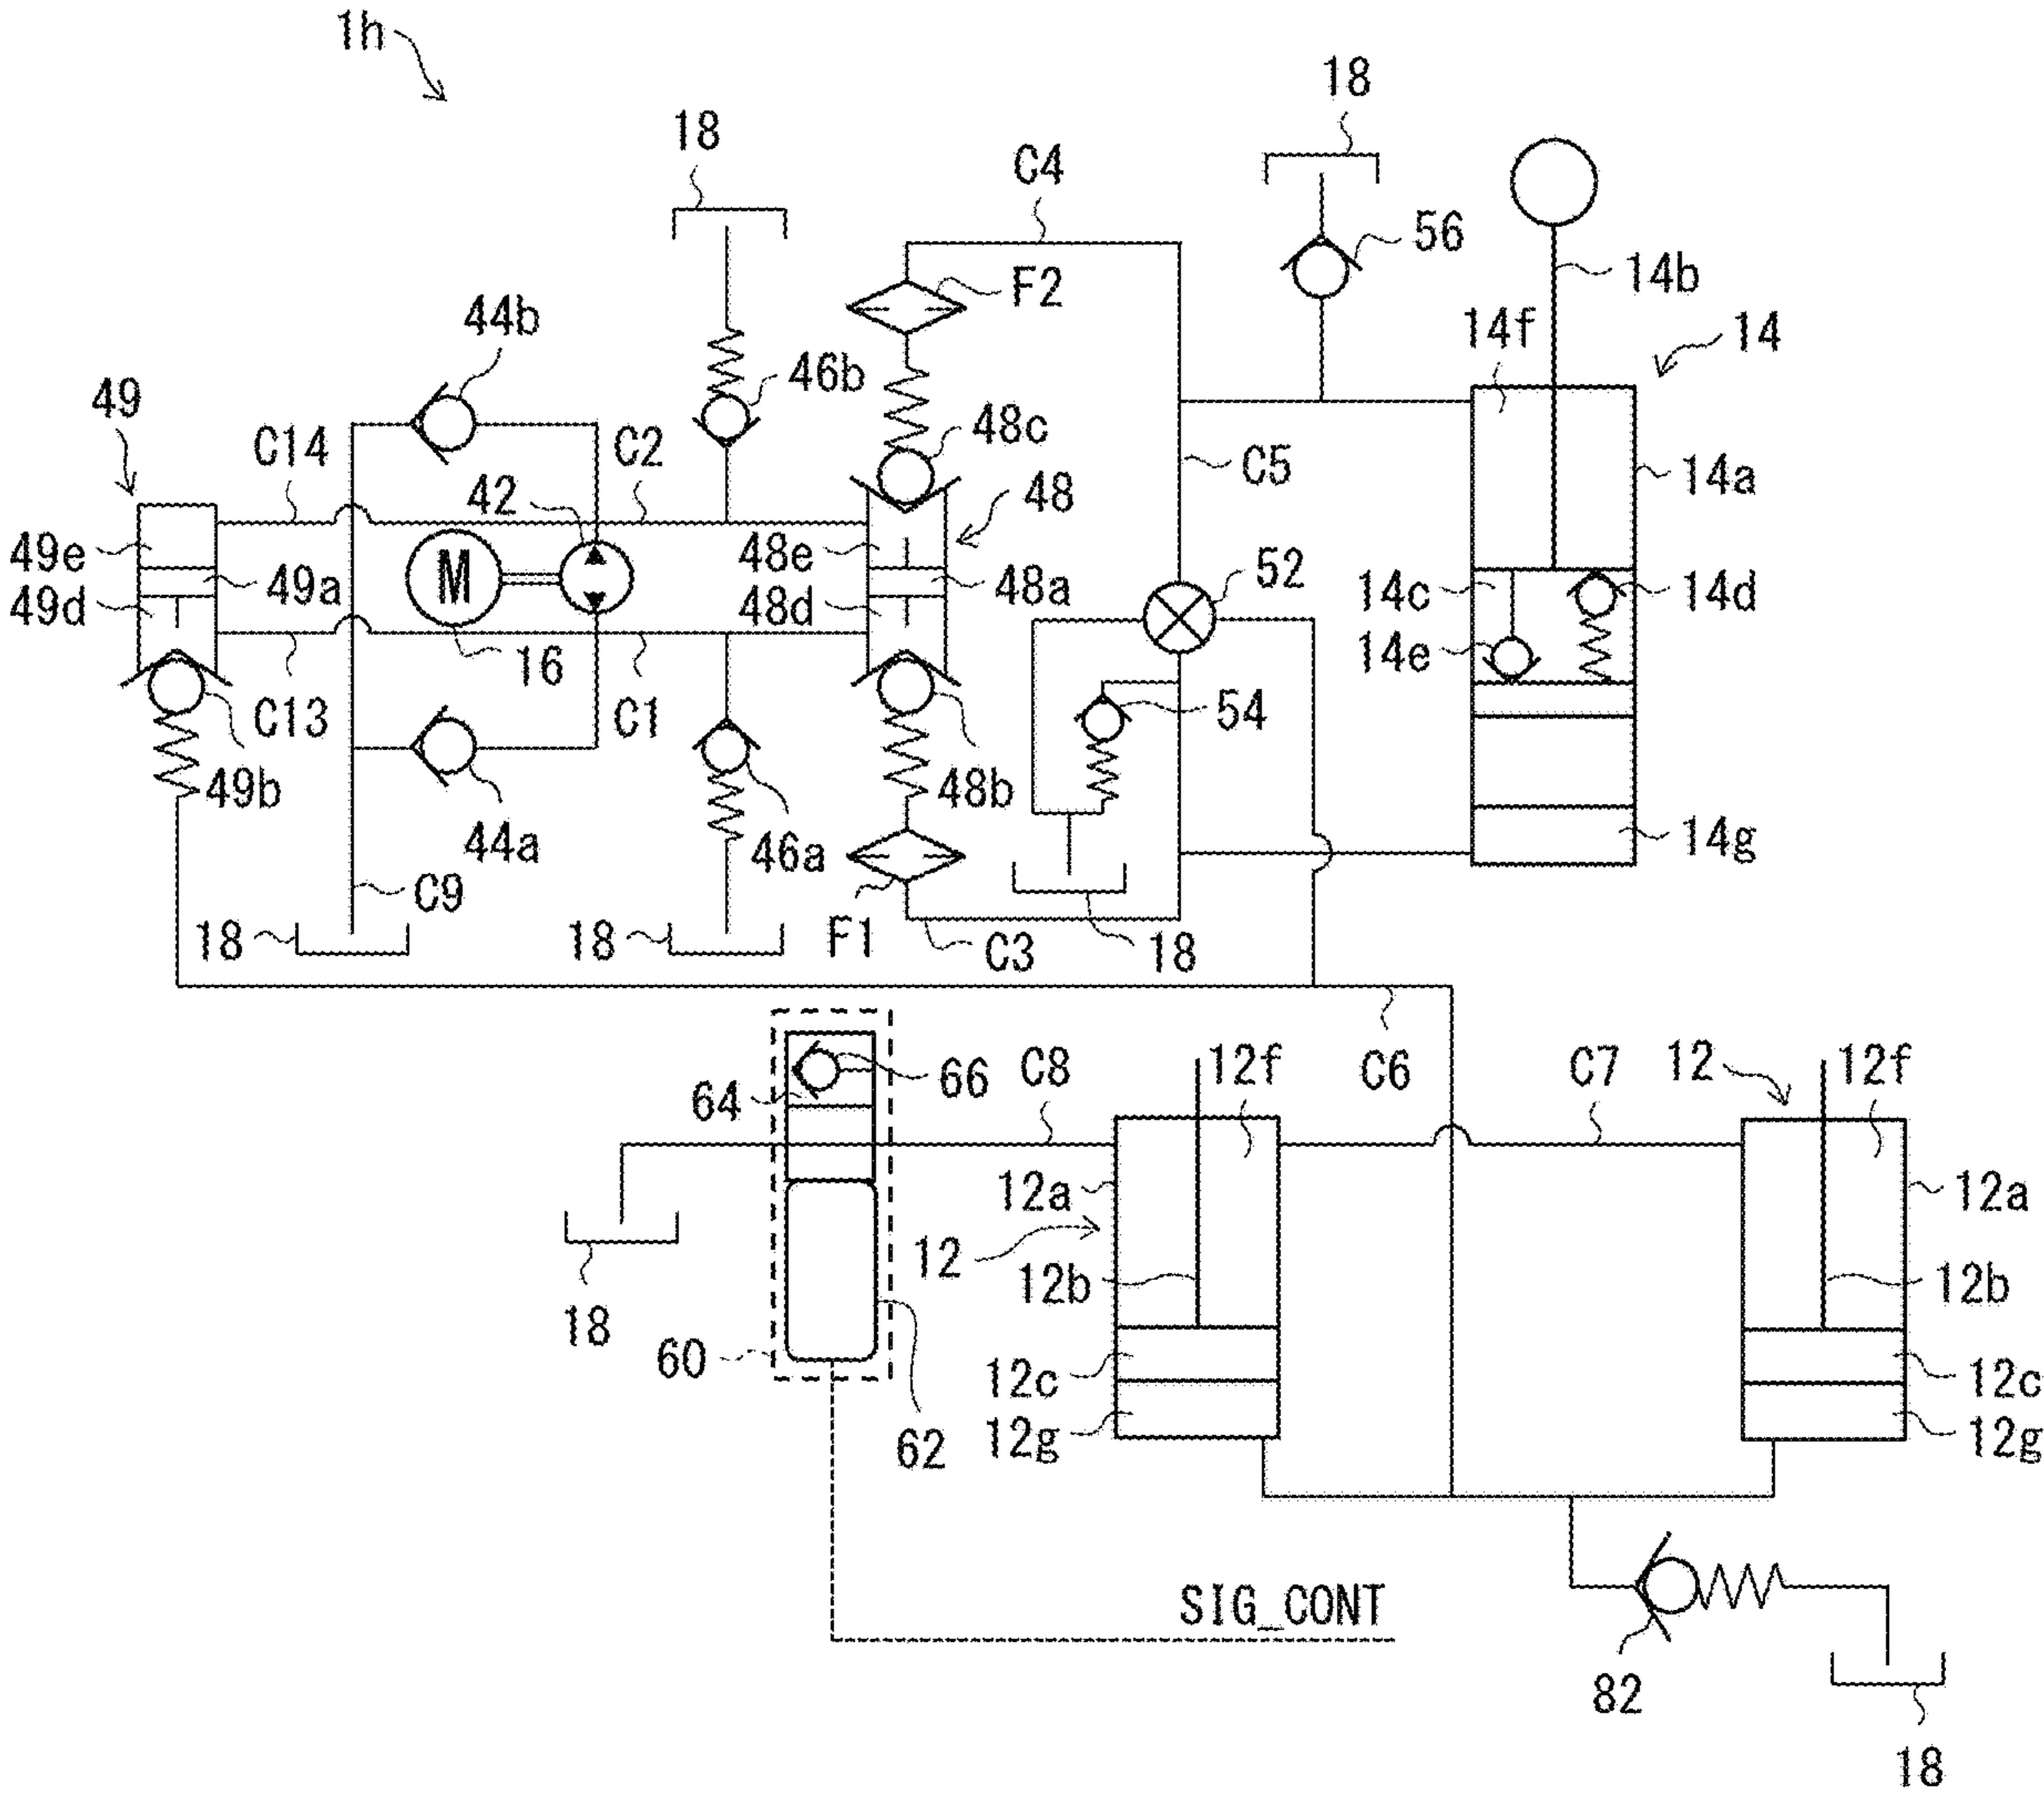 1h
18
18
C4
56
F2
14b
44b
14f
14
46b
49
48c
C14
C2
C5
14a
42
48
49e
M
48e
52
49a
48a
14c
14d
49d
48d
14e
16
C13
C1
54
49b
48b
14g
44a
46a
C9
18
18
F1
C3
18
66
C8
12f
C6
C7
12
12f
64
12a
12a
12
12b
12b
18
60
12c
12c
62
12g
12g
SIG_CONT
82
18